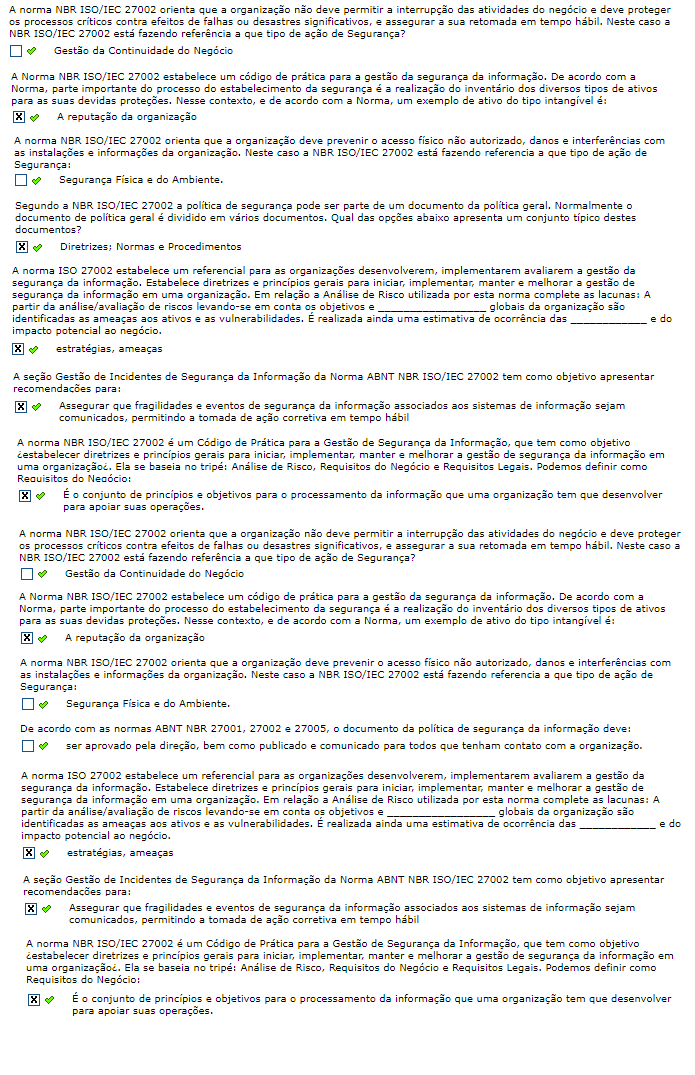 A norma NBR ISO/IEC 27002 orienta que a organização não deve permitir a interrupção das atividades do negócio e deve proteger
os processos críticos contra efeitos de falhas ou desastres significativos, e assegurar a sua retomada em tempo hábil. Neste caso a
NBR ISO/IEC 27002 está fazendo referência a que tipo de ação de Segurança?
Gestão da Continuidade do Negócio
A Norma NBR ISO/IEC 27002 estabelece um código de prática para a gestão da segurança da informação. De acordo com a
Norma, parte importante do processo do estabelecimento da segurança é a realização do inventário dos diversos tipos de ativos
para as suas devidas proteções. Nesse contexto, e de acordo com a Norma, um exemplo de ativo do tipo intangível é:
A reputação da organização
A norma NBR ISO/IEC 27002 orienta que a organização deve prevenir o acesso físico não autorizado, danos e interferências com
as instalações e informações da organização. Neste caso a NBR ISO/IEC 27002 está fazendo referencia a que tipo de ação de
Segurança:
Segurança Física e do Ambiente.
Segundo a NBR ISO/IEC 27002 a política de segurança pode ser parte de um documento da política geral. Normalmente o
documento de política geral é dividido em vários documentos. Qual das opções abaixo apresenta um conjunto típico destes
documentos?
Diretrizes; Normas e Procedimentos
A norma ISO 27002 estabelece um referencial para as organizações desenvolverem, implementarem avaliarem a gestão da
segurança da informação. Estabelece diretrizes e princípios gerais para iniciar, implementar, manter e melhorar a gestão de
segurança da informação em uma organização. Em relação a Análise de Risco utilizada por esta norma complete as lacunas: A
partir da análise/avaliação de riscos levando-se em conta os objetivos e _________________ globais da organização são
identificadas as ameaças aos ativos e as vulnerabilidades. É realizada ainda uma estimativa de ocorrência das ____________ e do
impacto potencial ao negócio.
estratégias, ameaças
A seção Gestão de Incidentes de Segurança da Informação da Norma ABNT NBR ISO/IEC 27002 tem como objetivo apresentar
recomendações para:
Assegurar que fragilidades e eventos de segurança da informação associados aos sistemas de informação sejam
comunicados, permitindo a tomada de ação corretiva em tempo hábil
A norma NBR ISO/IEC 27002 é um Código de Prática para a Gestão de Segurança da Informação, que tem como objetivo
¿estabelecer diretrizes e princípios gerais para iniciar, implementar, manter e melhorar a gestão de segurança da informação em
uma organização¿. Ela se baseia no tripé: Análise de Risco, Requisitos do Negócio e Requisitos Legais. Podemos definir como
Requisitos do Negócio:
É o conjunto de princípios e objetivos para o processamento da informação que uma organização tem que desenvolver
para apoiar suas operações.
A norma NBR ISO/IEC 27002 orienta que a organização não deve permitir a interrupção das atividades do negócio e deve proteger
os processos críticos contra efeitos de falhas ou desastres significativos, e assegurar a sua retomada em tempo hábil. Neste caso a
NBR ISO/IEC 27002 está fazendo referência a que tipo de ação de Segurança?
Gestão da Continuidade do Negócio
A Norma NBR ISO/IEC 27002 estabelece um código de prática para a gestão da segurança da informação. De acordo com a
Norma, parte importante do processo do estabelecimento da segurança é a realização do inventário dos diversos tipos de ativos
para as suas devidas proteções. Nesse contexto, e de acordo com a Norma, um exemplo de ativo do tipo intangível é:
A reputação da organização
A norma NBR ISO/IEC 27002 orienta que a organização deve prevenir o acesso físico não autorizado, danos e interferências com
as instalações e informações da organização. Neste caso a NBR ISO/IEC 27002 está fazendo referencia a que tipo de ação de
Segurança:
Segurança Física e do Ambiente.
De acordo com as normas ABNT NBR 27001, 27002 e 27005, o documento da política de segurança da informação deve:
ser aprovado pela direção, bem como publicado e comunicado para todos que tenham contato com a organização.
A norma ISO 27002 estabelece um referencial para as organizações desenvolverem, implementarem avaliarem a gestão da
segurança da informação. Estabelece diretrizes e princípios gerais para iniciar, implementar, manter e melhorar a gestão de
segurança da informação em uma organização. Em relação a Análise de Risco utilizada por esta norma complete as lacunas: A
partir da análise/avaliação de riscos levando-se em conta os objetivos e _________________ globais da organização são
identificadas as ameaças aos ativos e as vulnerabilidades. É realizada ainda uma estimativa de ocorrência das ____________ e do
impacto potencial ao negócio.
estratégias, ameaças
A seção Gestão de Incidentes de Segurança da Informação da Norma ABNT NBR ISO/IEC 27002 tem como objetivo apresentar
recomendações para:
Assegurar que fragilidades e eventos de segurança da informação associados aos sistemas de informação sejam
comunicados, permitindo a tomada de ação corretiva em tempo hábil
A norma NBR ISO/IEC 27002 é um Código de Prática para a Gestão de Segurança da Informação, que tem como objetivo
¿estabelecer diretrizes e princípios gerais para iniciar, implementar, manter e melhorar a gestão de segurança da informação em
uma organização¿. Ela se baseia no tripé: Análise de Risco, Requisitos do Negócio e Requisitos Legais. Podemos definir como
Requisitos do Negócio:
É o conjunto de princípios e objetivos para o processamento da informação que uma organização tem que desenvolver
para apoiar suas operações.